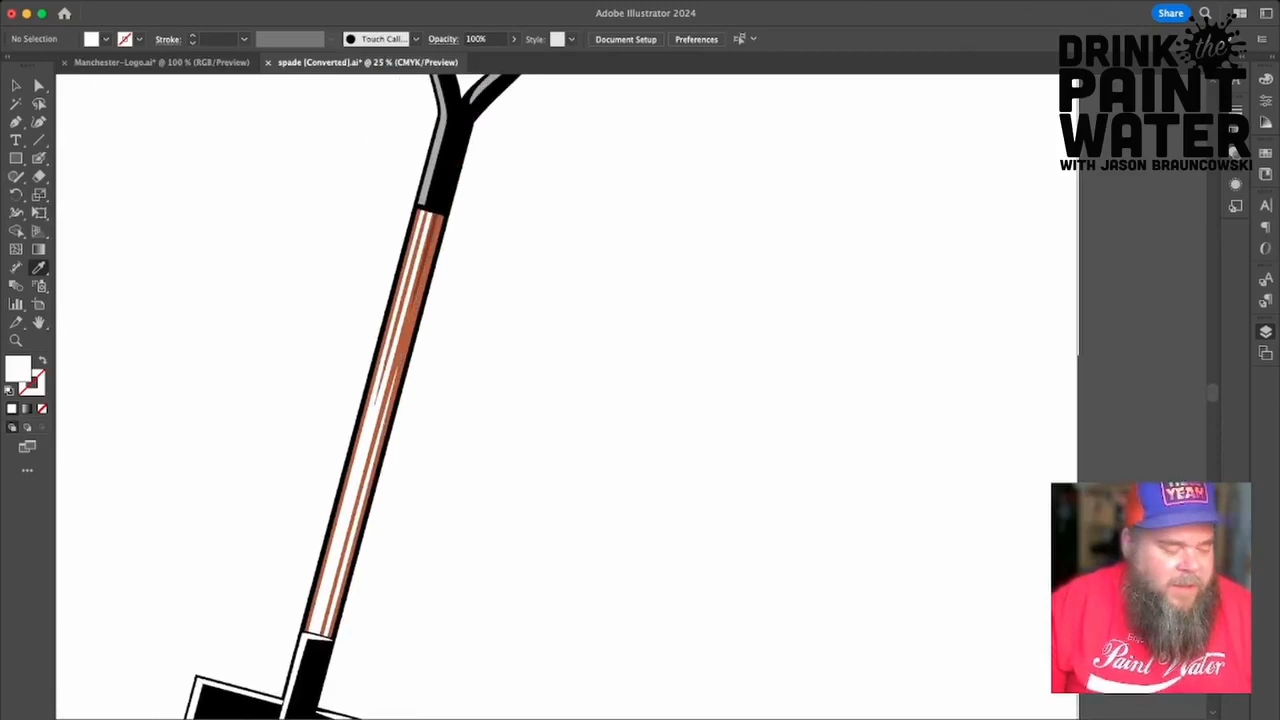 Adobe Illustrator 2024
Share
No Selection
Stroke:
Touch Call...
Opacity: 100%
Style:
Document Setup
Preferences
× Manchester-Logo.ai* @ 100 % (RGB/Preview)
× spade [Converted].ai* @ 25 % (CMYK/Preview)
DRINK the
PAINT
WATER
WITH JASON BRAUNCOWSKI
YEAH
Paint Water